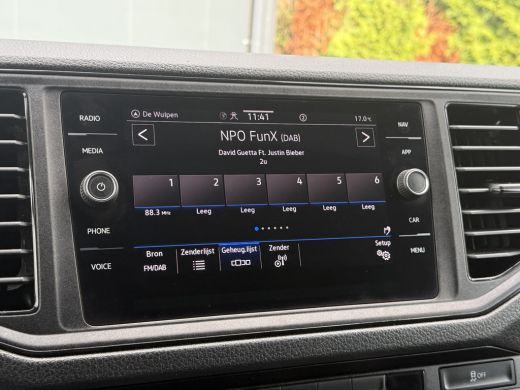 RADIO
MEDIA
PHONE
VOICE
De Wulpen
11:41
2
17.0°C
NPO FunX (DAB)
David Guetta Ft. Justin Bieber
2u
1 2 3 4 5 6
88.3 MHz Leeg Leeg Leeg Leeg Leeg
Bron
FM/DAB
Zenderlijst
Geheug.lijst
Zender
Setup
NAV
APP
CAR
MENU
OFF